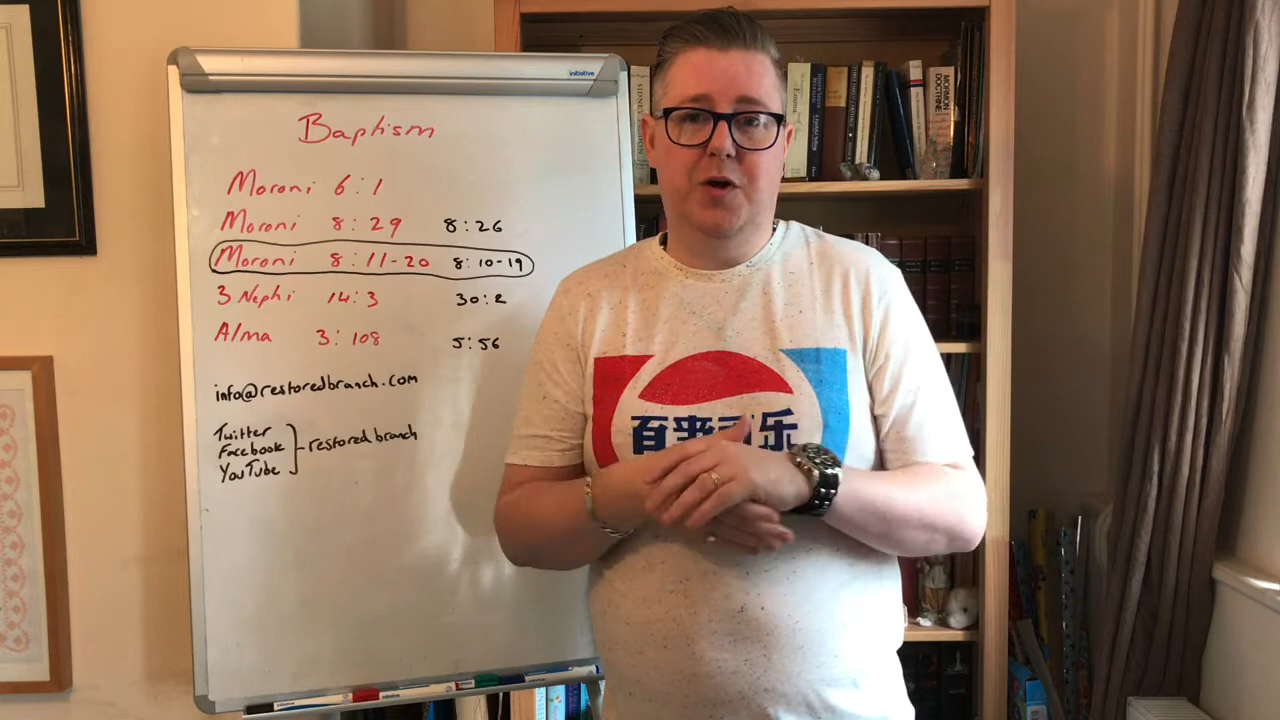 initiative
Baptism
Moroni 6:1
Moroni 8:29 8:26
Moroni 8:11-20 8:10-19
3 Nephi 14:3 30:2
Alma 3:108 5:56
info@restoredbranch.com
Twitter
Facebook
YouTube
restored branch
Emma
MORMON
DOCTRINE
百 乐